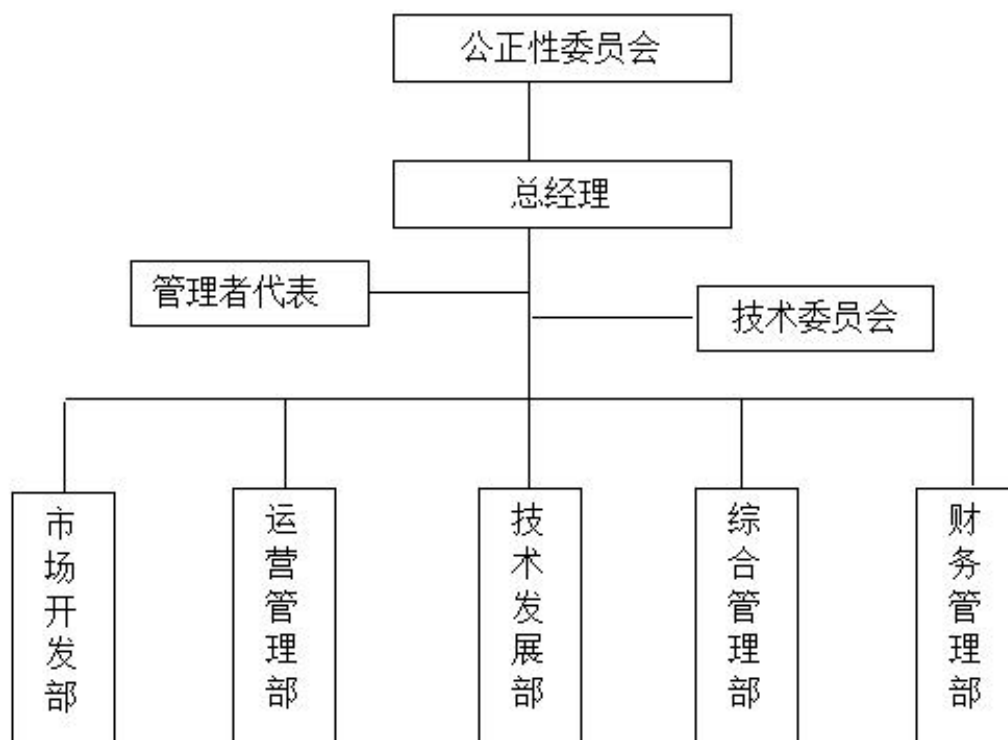 公正性委员会
总经理
管理者代表
技术委员会
市场开发部
运营管理部
技术发展部
综合管理部
财务管理部